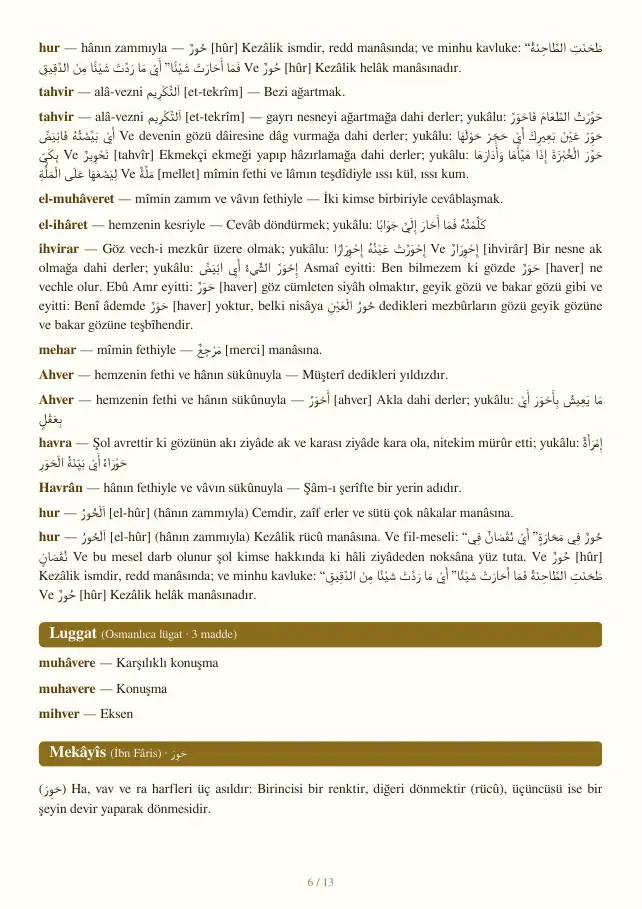 hur — hânın zammıyla — حُورٌ [hûr] Kezâlik ismdir, redd manâsında; ve minhu kavluke: “طَحَنَتِ الطَّاحِنَةُ
فَمَا أَحَارَتْ شَيْئًا” أَيْ مَا رَدَّتْ شَيْئًا مِنَ الدَّقِيقِ Ve حُورٌ [hûr] Kezâlik helâk manâsınadır.
tahvir — alâ-vezni اَلتَّكْرِيم [et-tekrîm] — Bezi ağartmak.
tahvir — alâ-vezni اَلتَّكْرِيم [et-tekrîm] — gayrı nesneyi ağartmağa dahi derler; yukâlu: حَوَّرْتُ الطَّعَامَ فَاحْوَرَّ
أَيْ بَيَّضْتُهُ فَابْيَضَّ Ve devenin gözü dâiresine dâg vurmağa dahi derler; yukâlu: حَوَّرَ عَيْنَ بَعِيرِكَ أَيْ حَجَرَ حَوْلَهَا
بِكَيٍّ Ve تَحْوِيرٌ [tahvîr] Ekmekçi ekmeği yapıp hâzırlamağa dahi derler; yukâlu: حَوَّرَ الْخُبْزَةَ إِذَا هَيَّأَهَا وَأَدَارَهَا
لِيَضَعَهَا عَلَى الْمَلَّةِ Ve مَلَّةٌ [mellet] mîmin fethi ve lâmın teşdîdiyle ıssı kül, ıssı kum.
el-muhâveret — mîmin zamım ve vâvın fethiyle — İki kimse birbiriyle cevâblaşmak.
el-ihâret — hemzenin kesriyle — Cevâb döndürmek; yukâlu: كَلَّمْتُهُ فَمَا أَحَارَ إِلَيَّ جَوَابًا
ihvirar — Göz vech-i mezkûr üzere olmak; yukâlu: اِحْوَرَّتْ عَيْنُهُ اِحْوِرَارًا Ve اِحْوِرَارٌ [ihvirâr] Bir nesne ak
olmağa dahi derler; yukâlu: اِحْوَرَّ الشَّيْءُ أَيِ ابْيَضَّ Asmaî eyitti: Ben bilmezem ki gözde حَوَرٌ [haver] ne
vechle olur. Ebû Amr eyitti: حَوَرٌ [haver] göz cümleten siyâh olmaktır, geyik gözü ve bakar gözü gibi ve
eyitti: Benî âdemde حَوَرٌ [haver] yoktur, belki nisâya حُورُ الْعَيْنِ dedikleri mezbûrların gözü geyik gözüne
ve bakar gözüne teşbîhendir.
mehar — mîmin fethiyle — مَرْجِعٌ [merci] manâsına.
Ahver — hemzenin fethi ve hânın sükûnuyla — Müşterî dedikleri yıldızdır.
Ahver — hemzenin fethi ve hânın sükûnuyla — أَحْوَرُ [ahver] Akla dahi derler; yukâlu: مَا يَعِيشُ بِأَحْوَرَ أَيْ
بِعَقْلٍ
havra — Şol avrettir ki gözünün akı ziyâde ak ve karası ziyâde kara ola, nitekim mürûr etti; yukâlu: اِمْرَأَةٌ
حَوْرَاءُ أَيْ بَيِّنَةُ الْحَوَرِ
Havrân — hânın fethiyle ve vâvın sükûnuyla — Şâm-ı şerîfte bir yerin adıdır.
hur — اَلْحُورُ [el-hûr] (hânın zammıyla) Cemdir, zaîf erler ve sütü çok nâkalar manâsına.
hur — اَلْحُورُ [el-hûr] (hânın zammıyla) Kezâlik rücû manâsına. Ve fil-meseli: “حُورٌ فِي مَحَارَةٍ” أَيْ نُقْصَانٌ فِي
نُقْصَانٍ Ve bu mesel darb olunur şol kimse hakkında ki hâli ziyâdeden noksâna yüz tuta. Ve حُورٌ [hûr]
Kezâlik ismdir, redd manâsında; ve minhu kavluke: “طَحَنَتِ الطَّاحِنَةُ فَمَا أَحَارَتْ شَيْئًا” أَيْ مَا رَدَّتْ شَيْئًا مِنَ الدَّقِيقِ
Ve حُورٌ [hûr] Kezâlik helâk manâsınadır.
Luggat (Osmanlıca lügat · 3 madde)
muhâvere — Karşılıklı konuşma
muhavere — Konuşma
mihver — Eksen
Mekâyîs (İbn Fâris) · حَوِرَ
(حَوِرَ) Ha, vav ve ra harfleri üç asıldır: Birincisi bir renktir, diğeri dönmektir (rücû), üçüncüsü ise bir
şeyin devir yaparak dönmesidir.
6 / 13